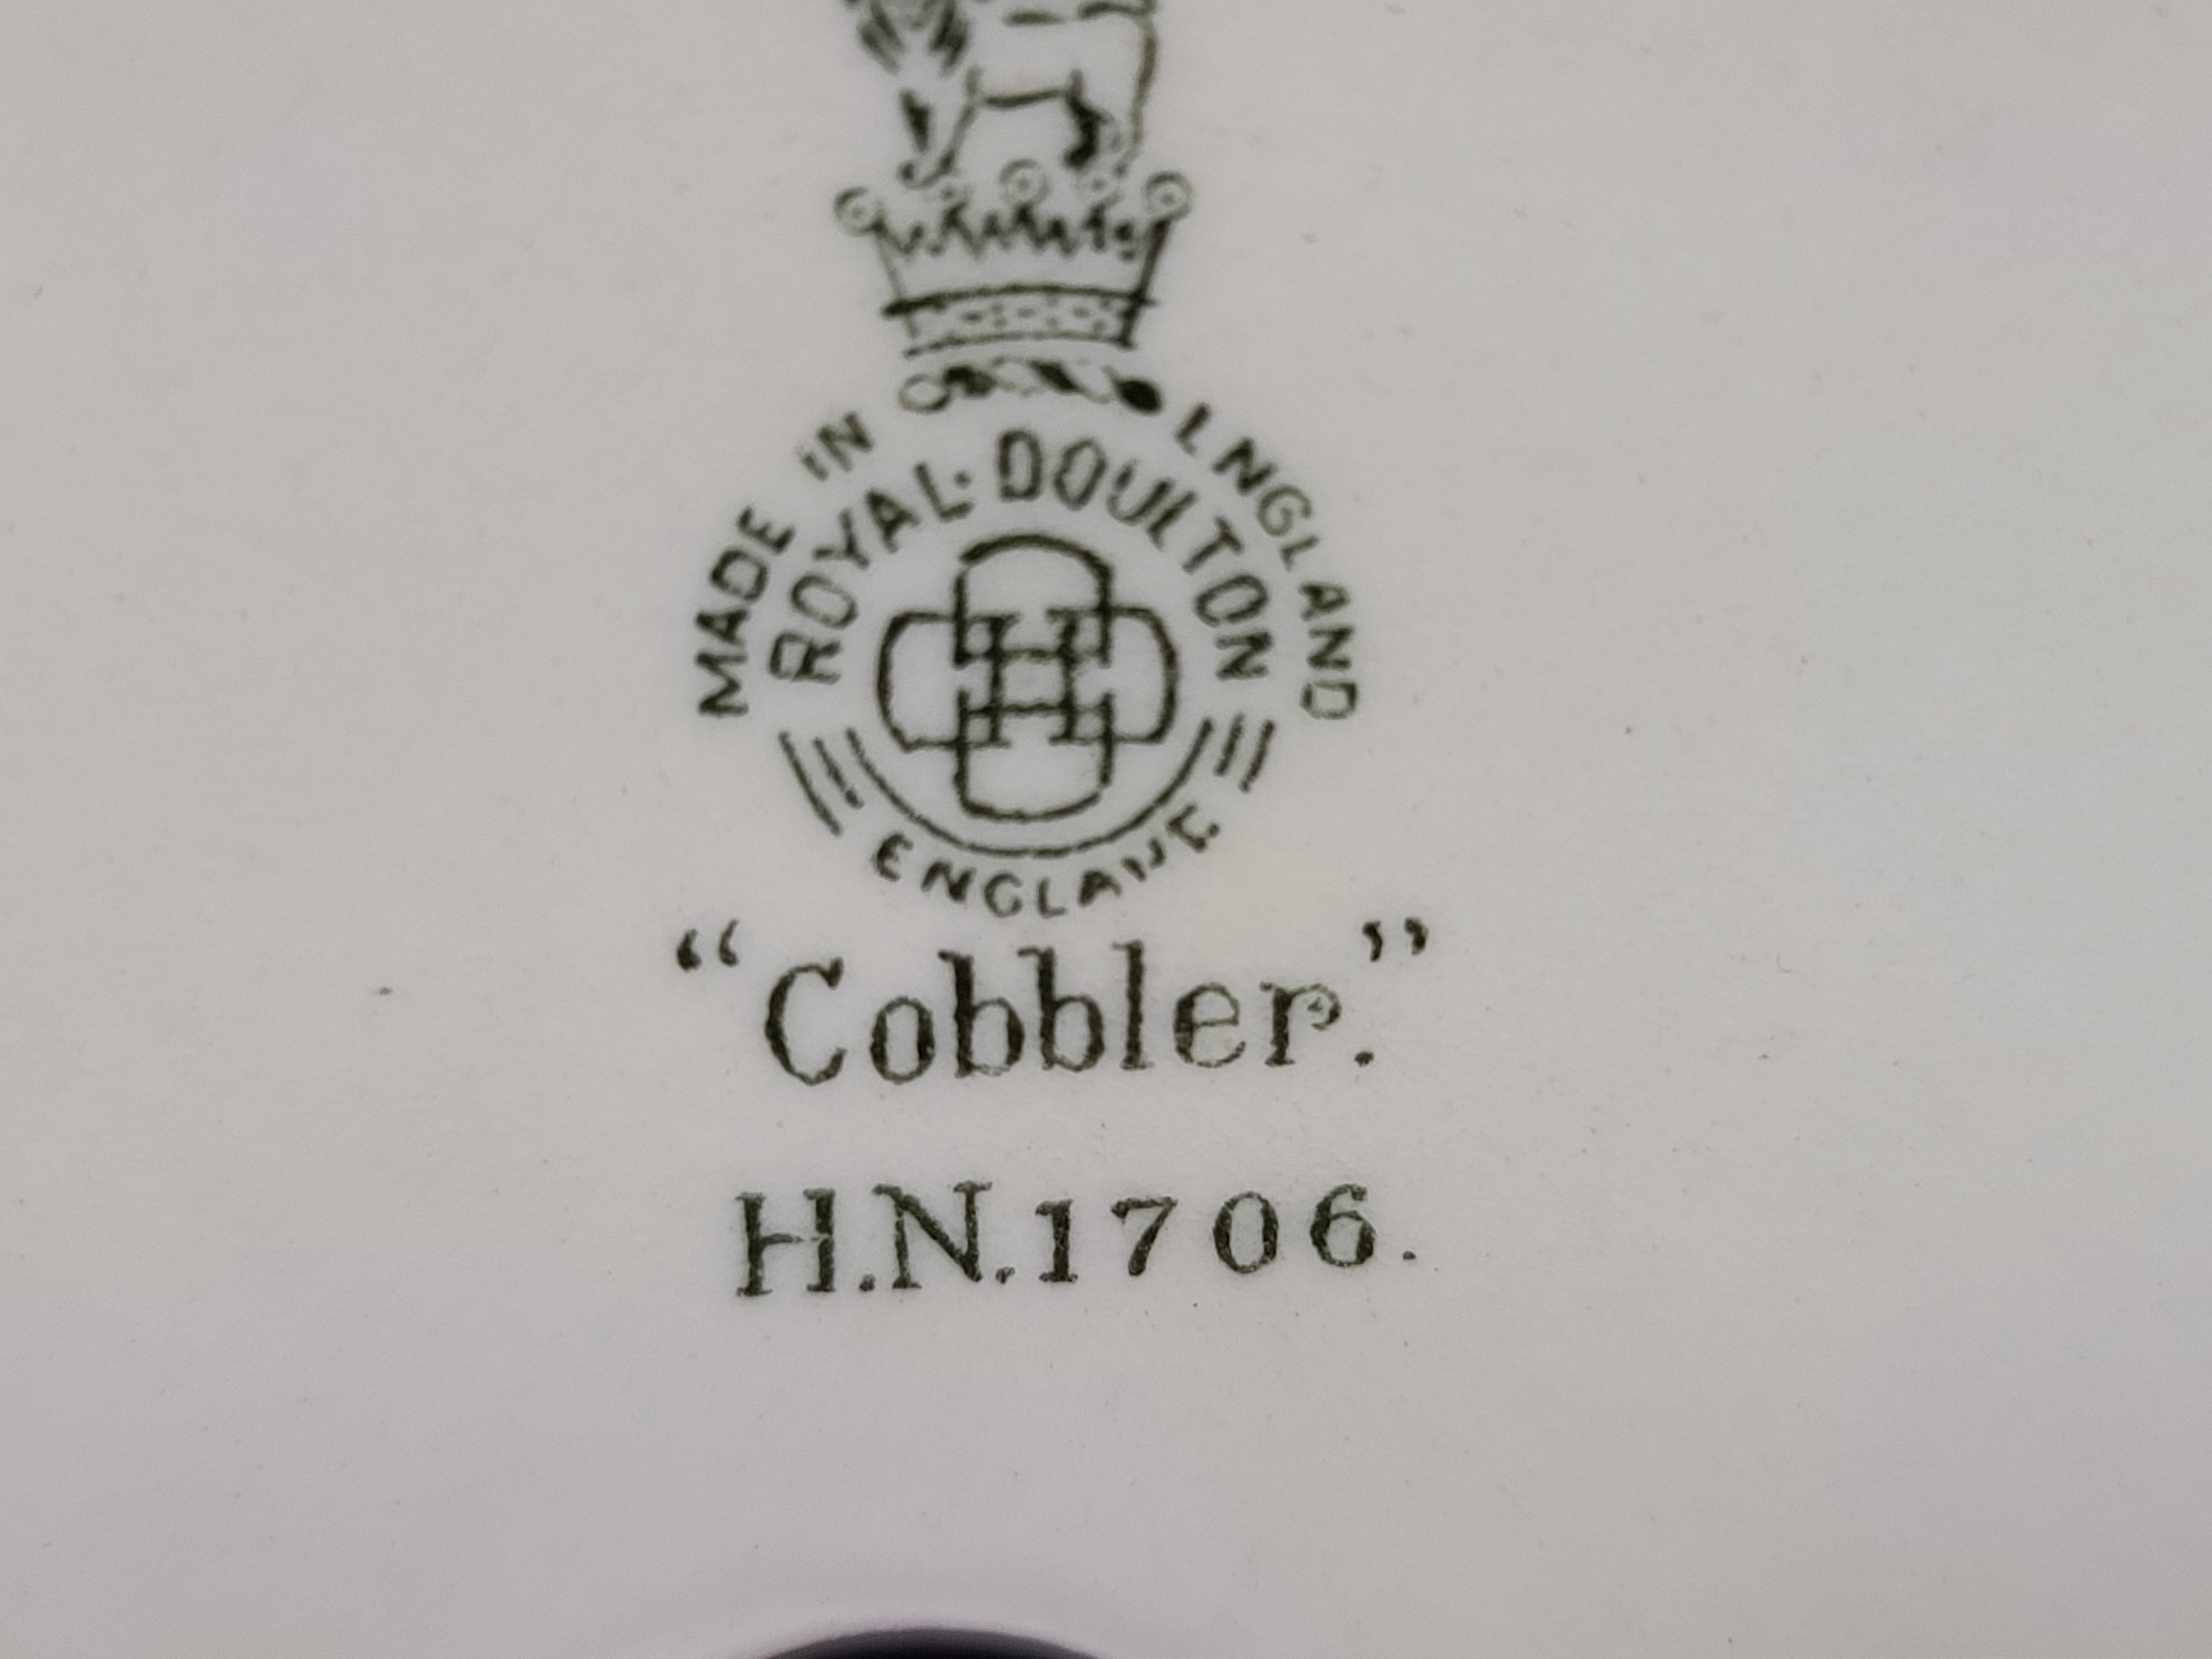 MADE IN ENGLAND
ROYAL·DOULTON
ENGLAND
“Cobbler.”
H.N.1706.